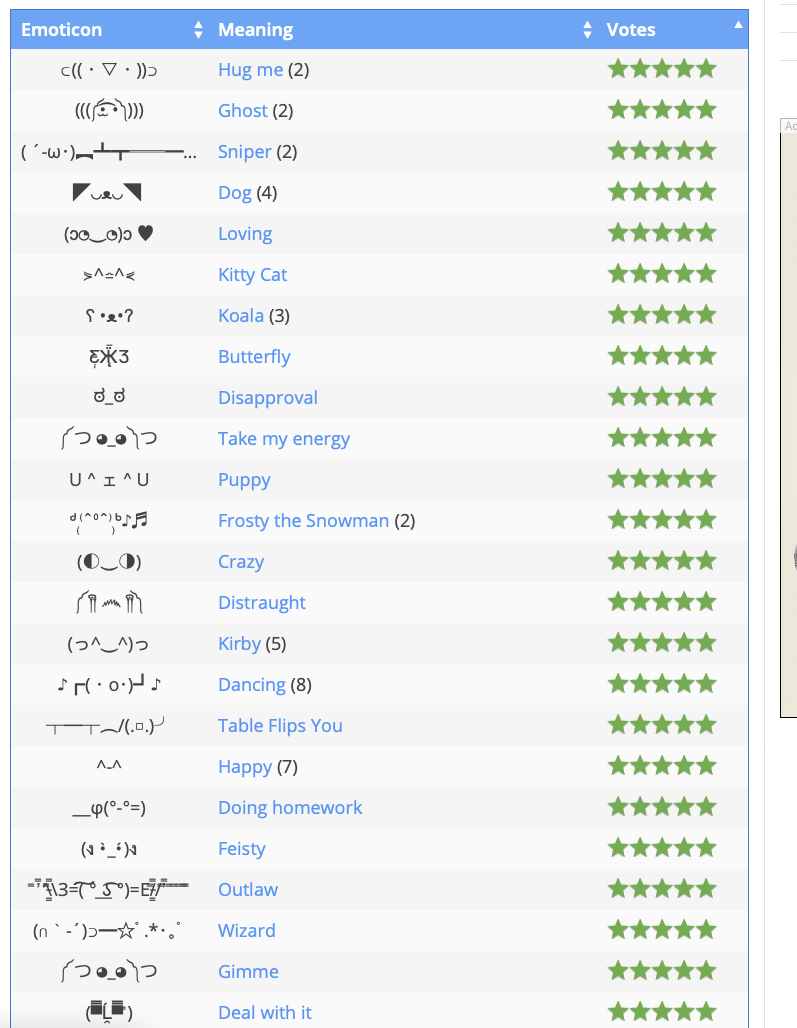 Emoticon Meaning Votes
⊂((・▽・))⊃ Hug me (2)
(((༼•̫͡•༽))) Ghost (2)
( ´-ω･)︻┻┳══━一... Sniper (2)
◤◡ᴥ◡◥ Dog (4)
(ɔ◔‿◔)ɔ ♥ Loving
⋟^⩯^⋞ Kitty Cat
ʕ •ᴥ•ʔ Koala (3)
Butterfly
ಠ_ಠ Disapproval
༼つ ◕_◕ ༽つ Take my energy
U ^ ェ ^ U Puppy
Frosty the Snowman (2)
(◐‿◑) Crazy
༼ ༎ຶ ෴ ༎ຶ༽ Distraught
(っ^‿^)っ Kirby (5)
♪┏(・o･)┛♪ Dancing (8)
┬──┬︵/(.□.)╯ Table Flips You
^-^ Happy (7)
__φ(°-°=) Doing homework
(ง •̀_•́)ง Feisty
Outlaw
(∩｀-´)⊃━☆ﾟ.*･｡ﾟ Wizard
༼つ ◕_◕ ༽つ Gimme
Deal with it